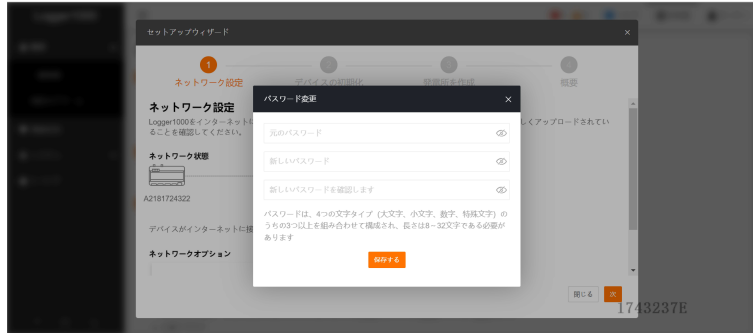 Logger1000
セットアップウィザード
×
1
ネットワーク設定
デバイスの初期化
発電所を作成
概要
ネットワーク設定
Logger1000をインターネットに
しくアップロードされてい
ることを確認してください。
ネットワーク状態
A2181724322
デバイスがインターネットに接
ネットワークオプション
パスワード変更
×
元のパスワード
新しいパスワード
新しいパスワードを確認します
パスワードは、4つの文字タイプ（大文字、小文字、数字、特殊文字）の
うちの3つ以上を組み合わせて構成され、長さは8-32文字である必要が
あります
保存する
閉じる
次
1743237E